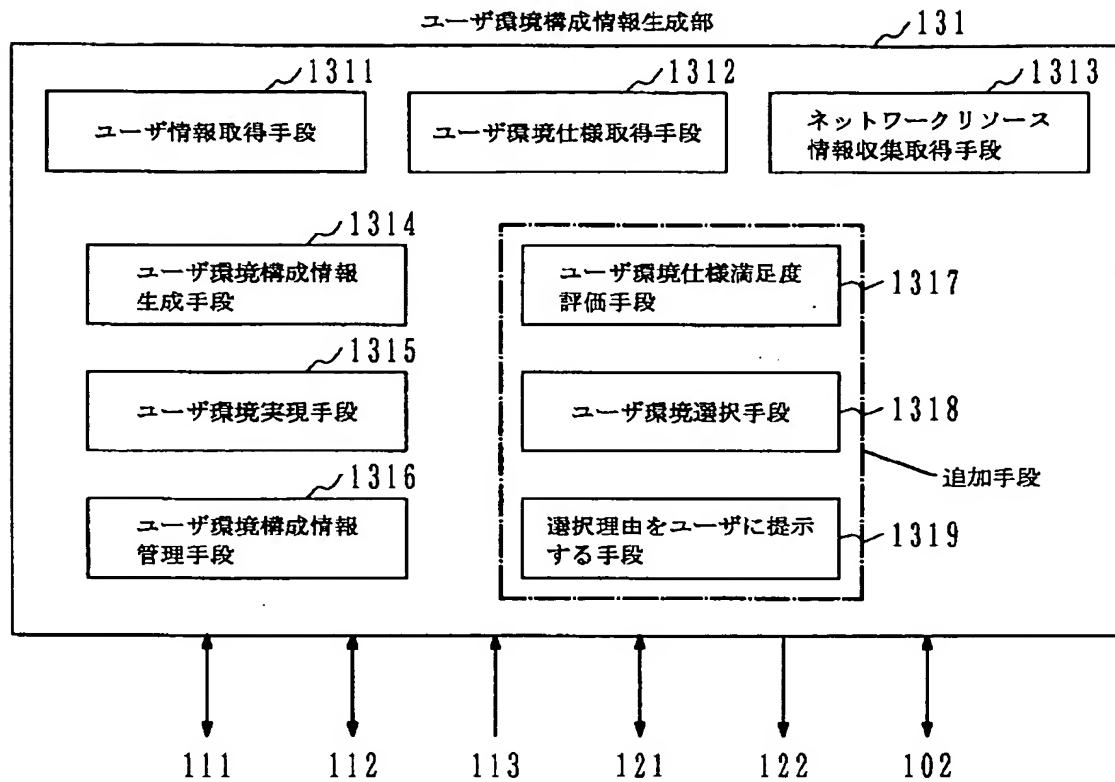 ユーザ環境構成情報生成部
131
1311
1312
1313
ユーザ情報取得手段
ユーザ環境仕様取得手段
ネットワークリソース
情報収集取得手段
1314
ユーザ環境構成情報
生成手段
ユーザ環境仕様満足度
評価手段
1317
1315
ユーザ環境実現手段
ユーザ環境選択手段
1318
追加手段
1316
ユーザ環境構成情報
管理手段
選択理由をユーザに提示
する手段
1319
111
112
113
121
122
102